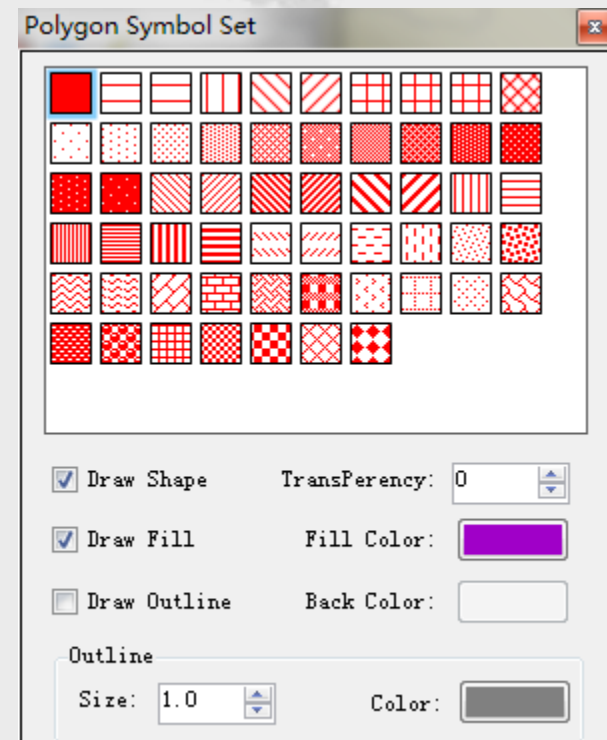 Polygon Symbol Set
Draw Shape TransPerency: 0
Draw Fill Fill Color:
Draw Outline Back Color:
Outline
Size: 1.0 Color: